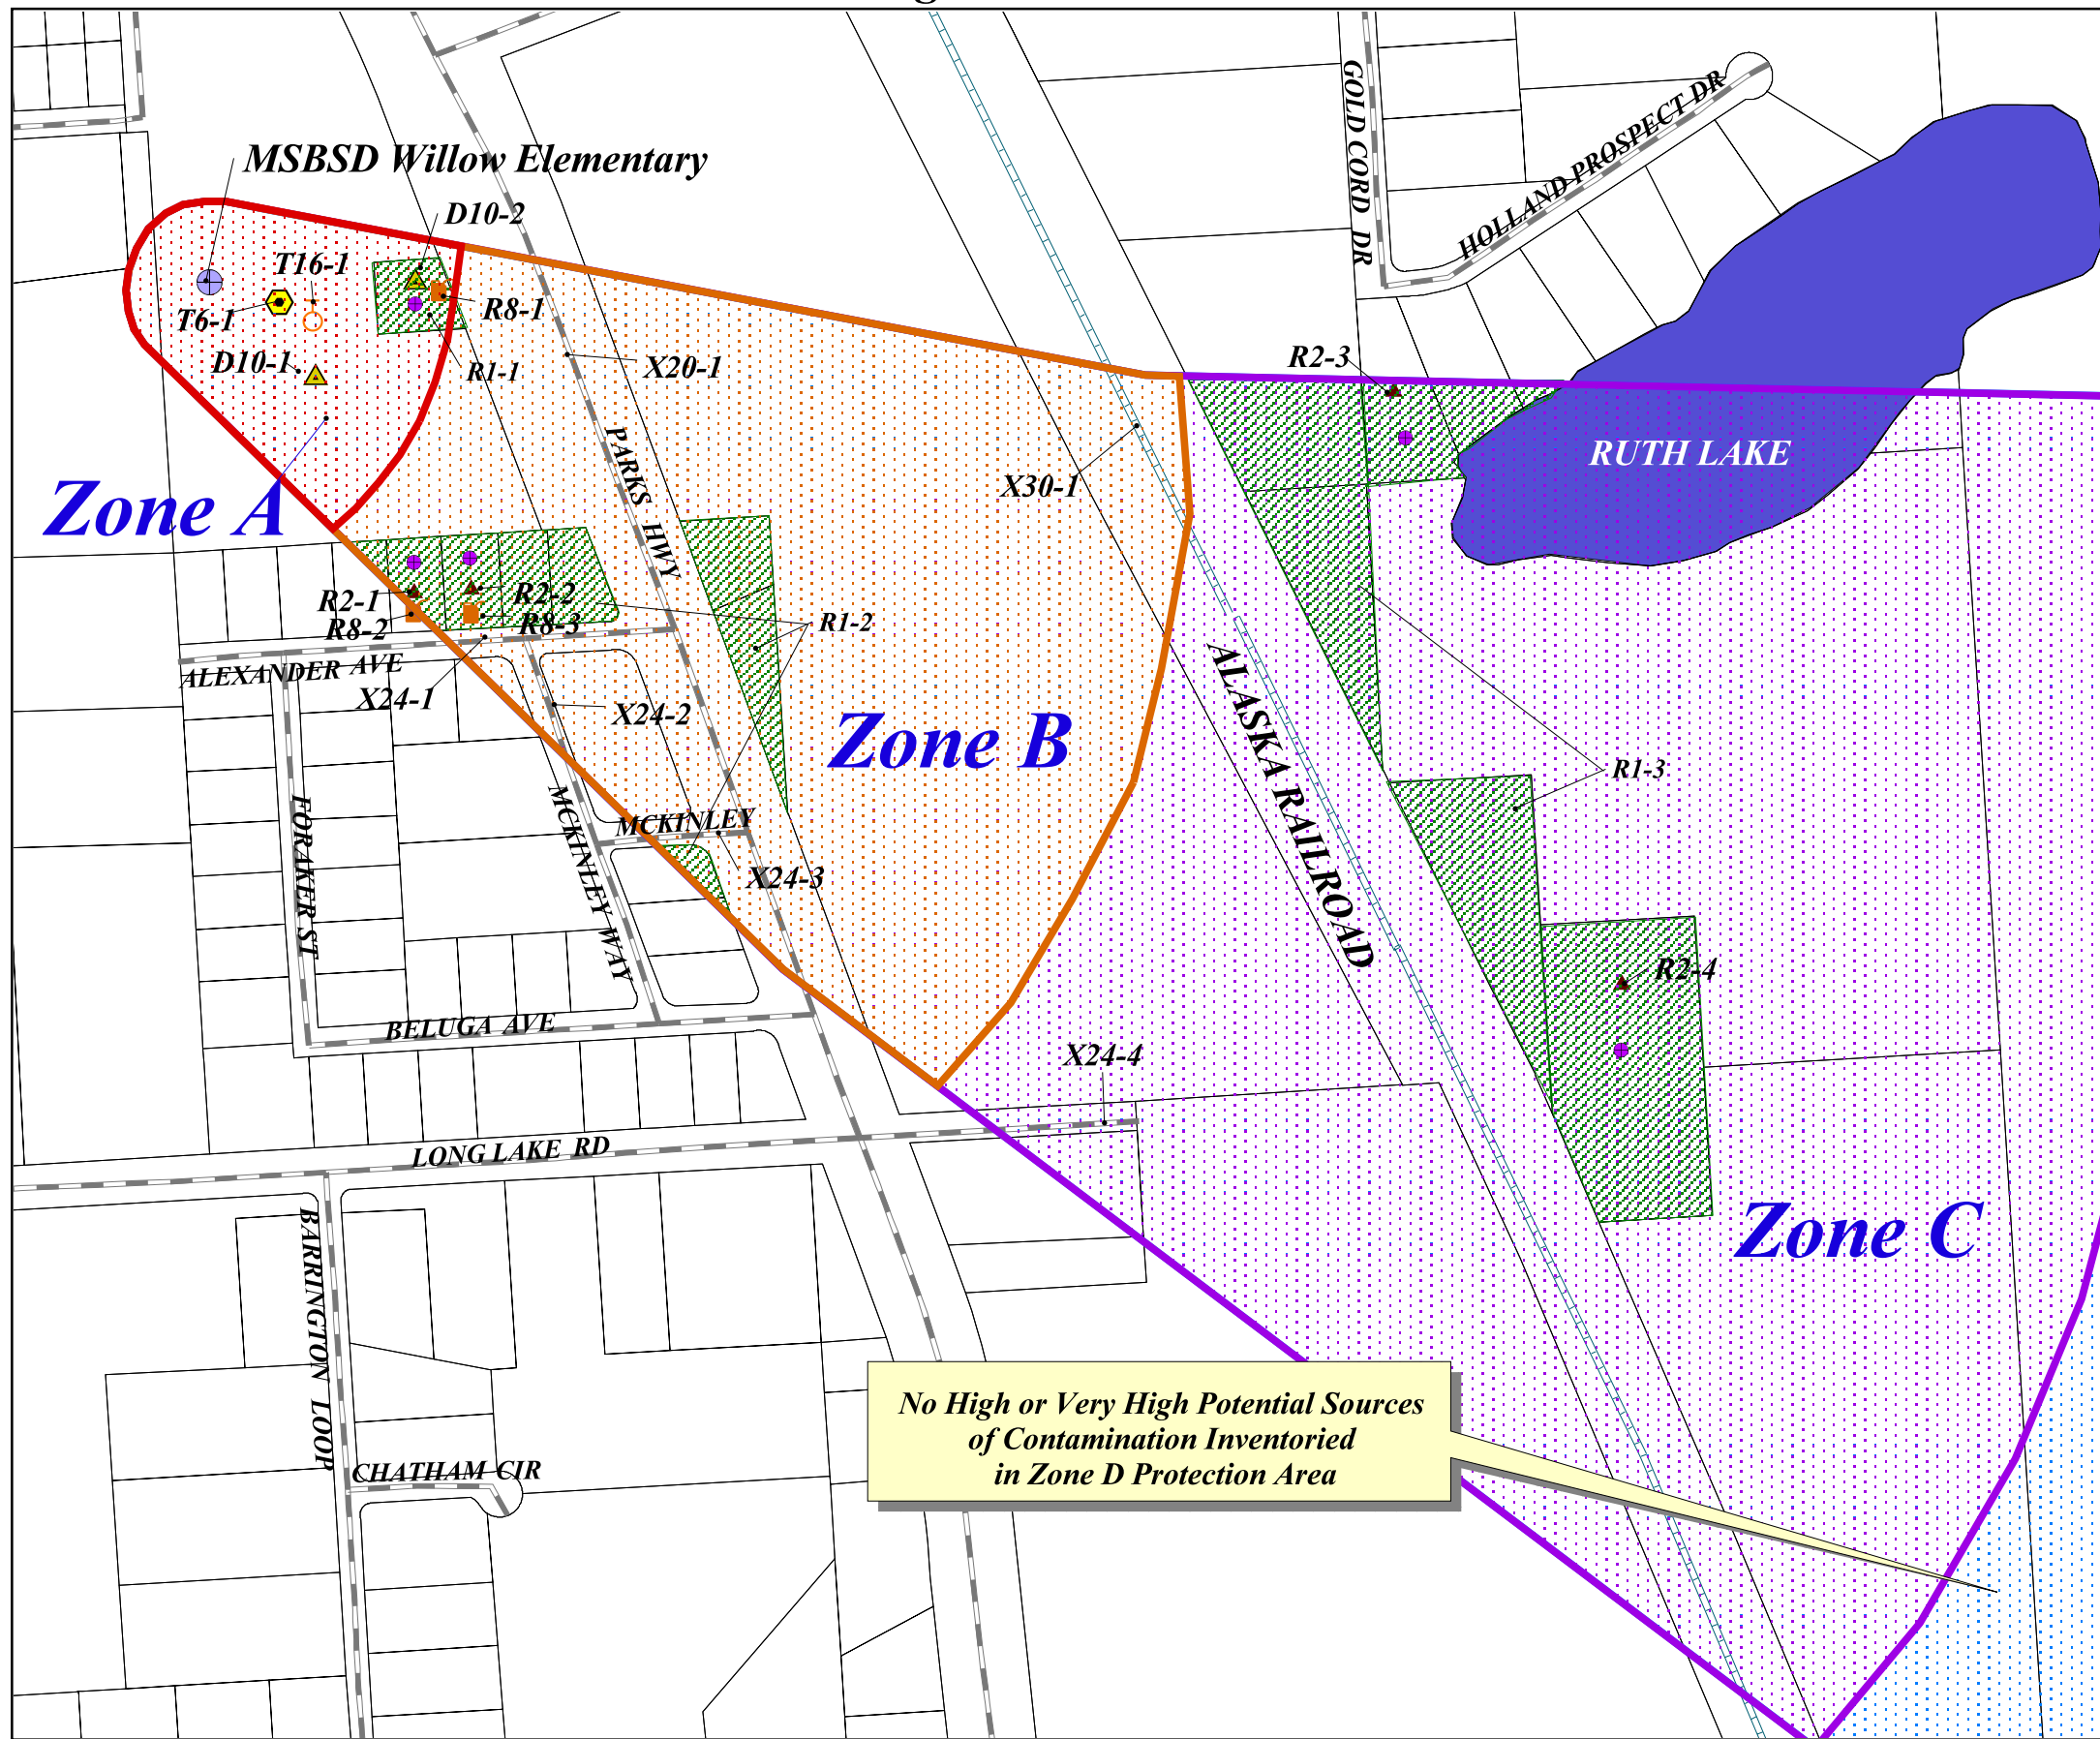 MSBSD Willow Elementary
D10-2
T16-1
T6-1
R8-1
D10-1
R1-1
X20-1
Zone A
PARKS HWY
GOLD CORD DR
HOLLAND PROSPECT DR
R2-3
RUTH LAKE
X30-1
R2-1
R2-2
R8-2
R8-3
R1-2
ALEXANDER AVE
X24-1
X24-2
Zone B
ALASKA RAILROAD
R1-3
FORAKER ST
MCKINLEY WAY
MCKINLEY
X24-3
R2-4
BELUGA AVE
X24-4
LONG LAKE RD
Zone C
BARRINGTON LOOP
No High or Very High Potential Sources
of Contamination Inventoried
in Zone D Protection Area
CHATHAM CIR